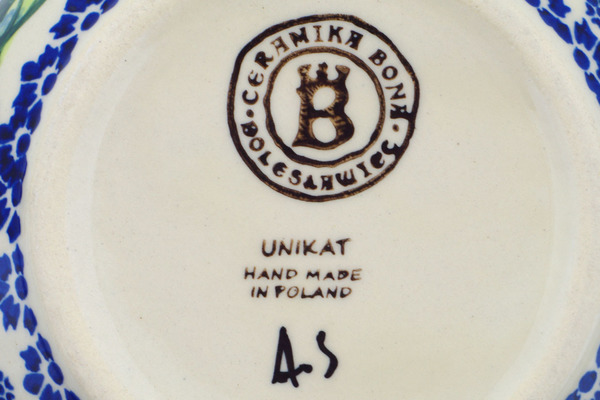 CERAMIKA BONA
BOLESŁAWIEC
B
UNIKAT
HAND MADE
IN POLAND
A.S